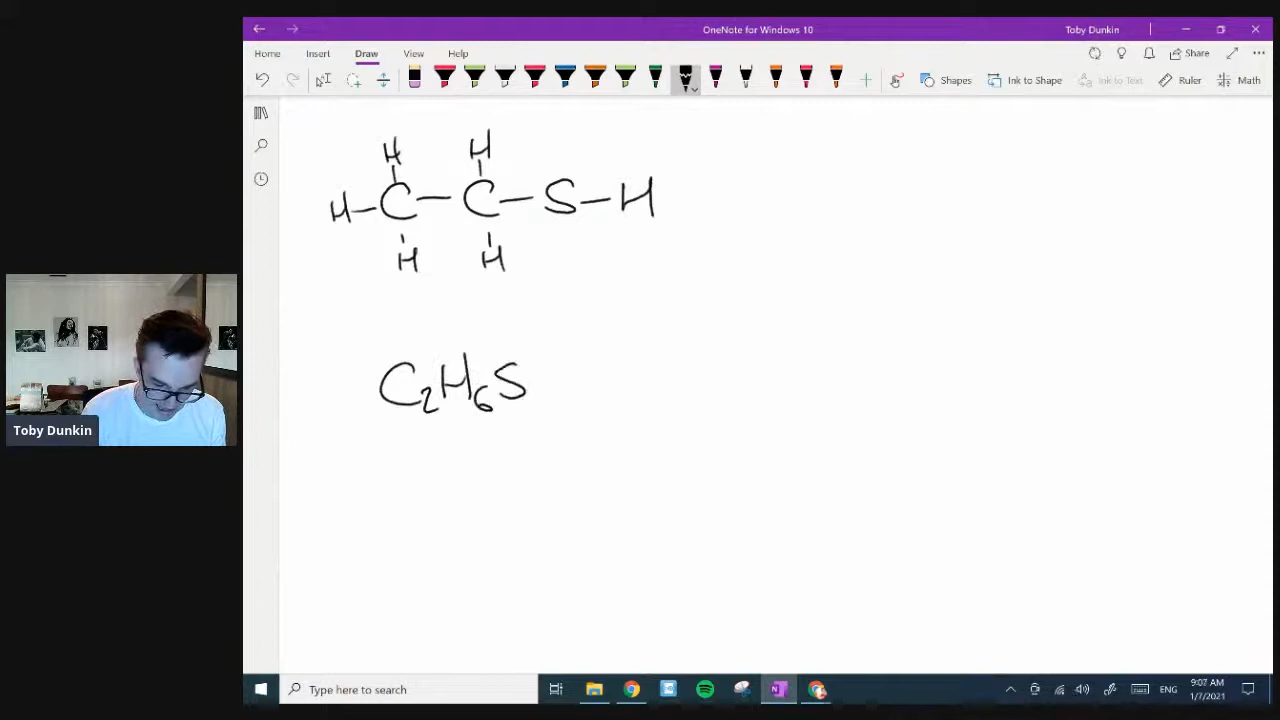 OneNote for Windows 10
Toby Dunkin
Home Insert Draw View Help
Share
Shapes Ink to Shape Ink to Text Ruler Math
H H
H-C-C-S-H
H H
C2H6S
Toby Dunkin
Type here to search
ENG
9:07 AM
1/7/2021